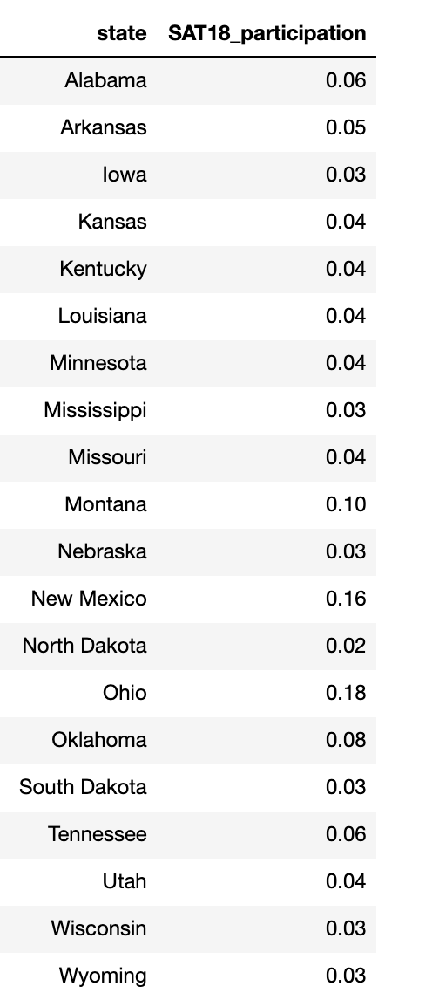 state SAT18_participation
Alabama 0.06
Arkansas 0.05
Iowa 0.03
Kansas 0.04
Kentucky 0.04
Louisiana 0.04
Minnesota 0.04
Mississippi 0.03
Missouri 0.04
Montana 0.10
Nebraska 0.03
New Mexico 0.16
North Dakota 0.02
Ohio 0.18
Oklahoma 0.08
South Dakota 0.03
Tennessee 0.06
Utah 0.04
Wisconsin 0.03
Wyoming 0.03